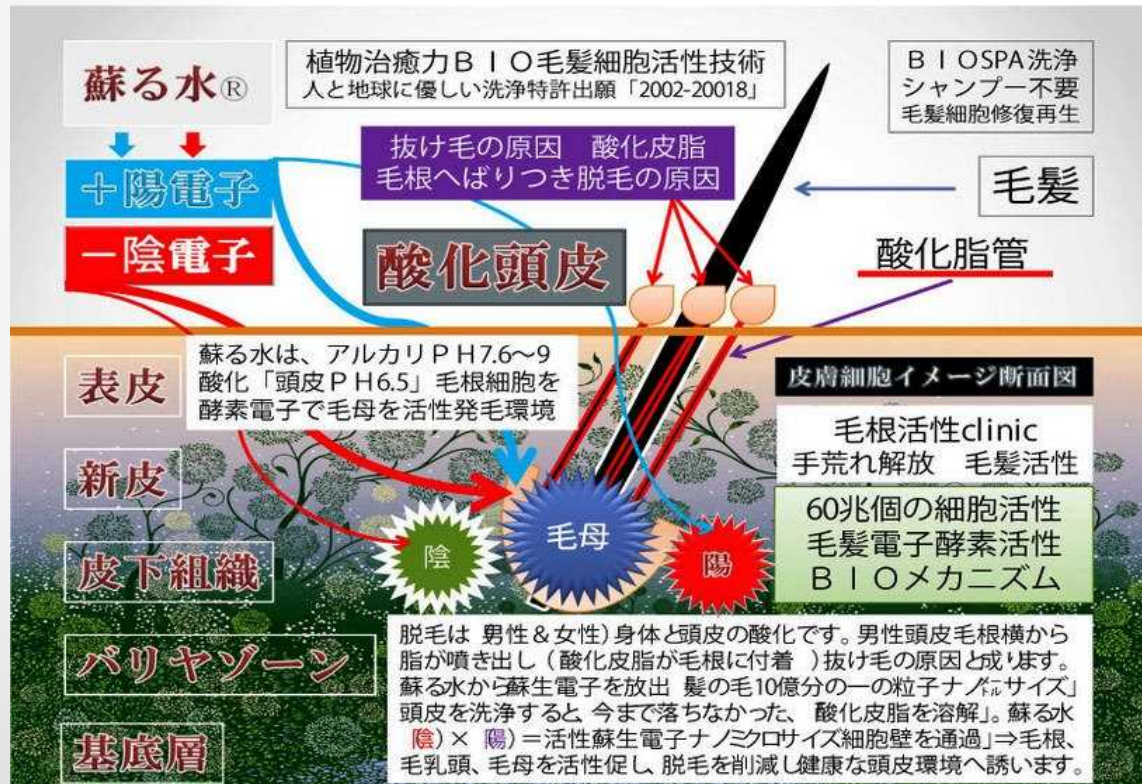 蘇る水®
植物治癒力BIO毛髪細胞活性技術
人と地球に優しい洗浄特許出願「2002-20018」
BIOSPA洗浄
シャンプー不要
毛髪細胞修復再生
+陽電子
−陰電子
抜け毛の原因 酸化皮脂
毛根へばりつき脱毛の原因
毛髪
酸化頭皮
酸化脂管
蘇る水は、アルカリPH7.6～9
酸化「頭皮PH6.5」毛根細胞を
酵素電子で毛母を活性発毛環境
皮膚細胞イメージ断面図
表皮
毛根活性clinic
手荒れ解放 毛髪活性
新皮
60兆個の細胞活性
毛髪電子酵素活性
BIOメカニズム
陰
毛母
陽
皮下組織
バリヤゾーン
基底層
脱毛は 男性&女性)身体と頭皮の酸化です。男性頭皮毛根横から
脂が噴き出し(酸化皮脂が毛根に付着 )抜け毛の原因と成ります。
蘇る水から蘇生電子を放出 髪の毛10億分の一の粒子ナノ㍍サイズ」
頭皮を洗浄すると、今まで落ちなかった、「酸化皮脂を溶解」。蘇る水
陰)× 陽)=活性蘇生電子ナノミクロサイズ細胞壁を通過」⇒毛根、
毛乳頭、毛母を活性促し、脱毛を削減し健康な頭皮環境へ誘います。